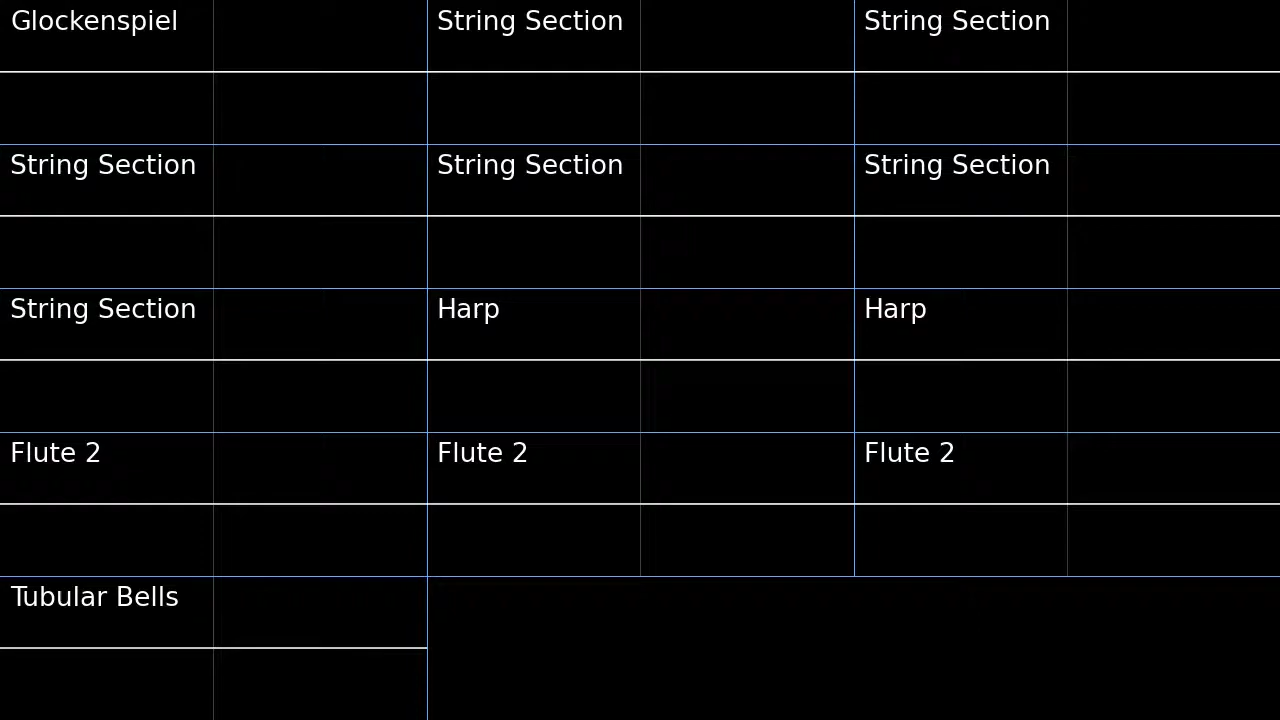 Glockenspiel
String Section
String Section
String Section
String Section
String Section
String Section
Harp
Harp
Flute 2
Flute 2
Flute 2
Tubular Bells